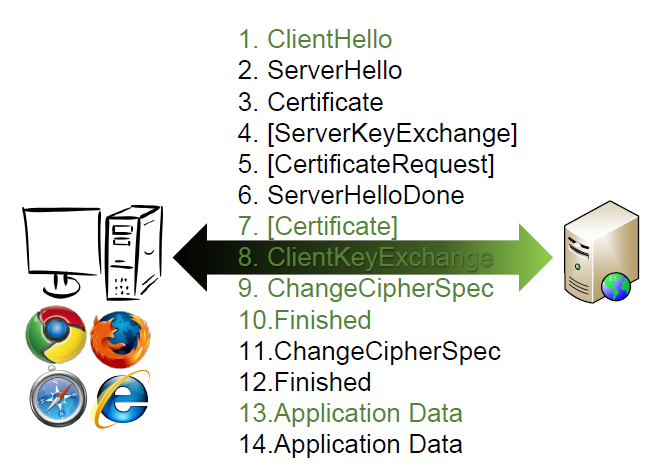 1. ClientHello
2. ServerHello
3. Certificate
4. [ServerKeyExchange]
5. [CertificateRequest]
6. ServerHelloDone
7. [Certificate]
8. ClientKeyExchange
9. ChangeCipherSpec
10.Finished
11.ChangeCipherSpec
12.Finished
13.Application Data
14.Application Data